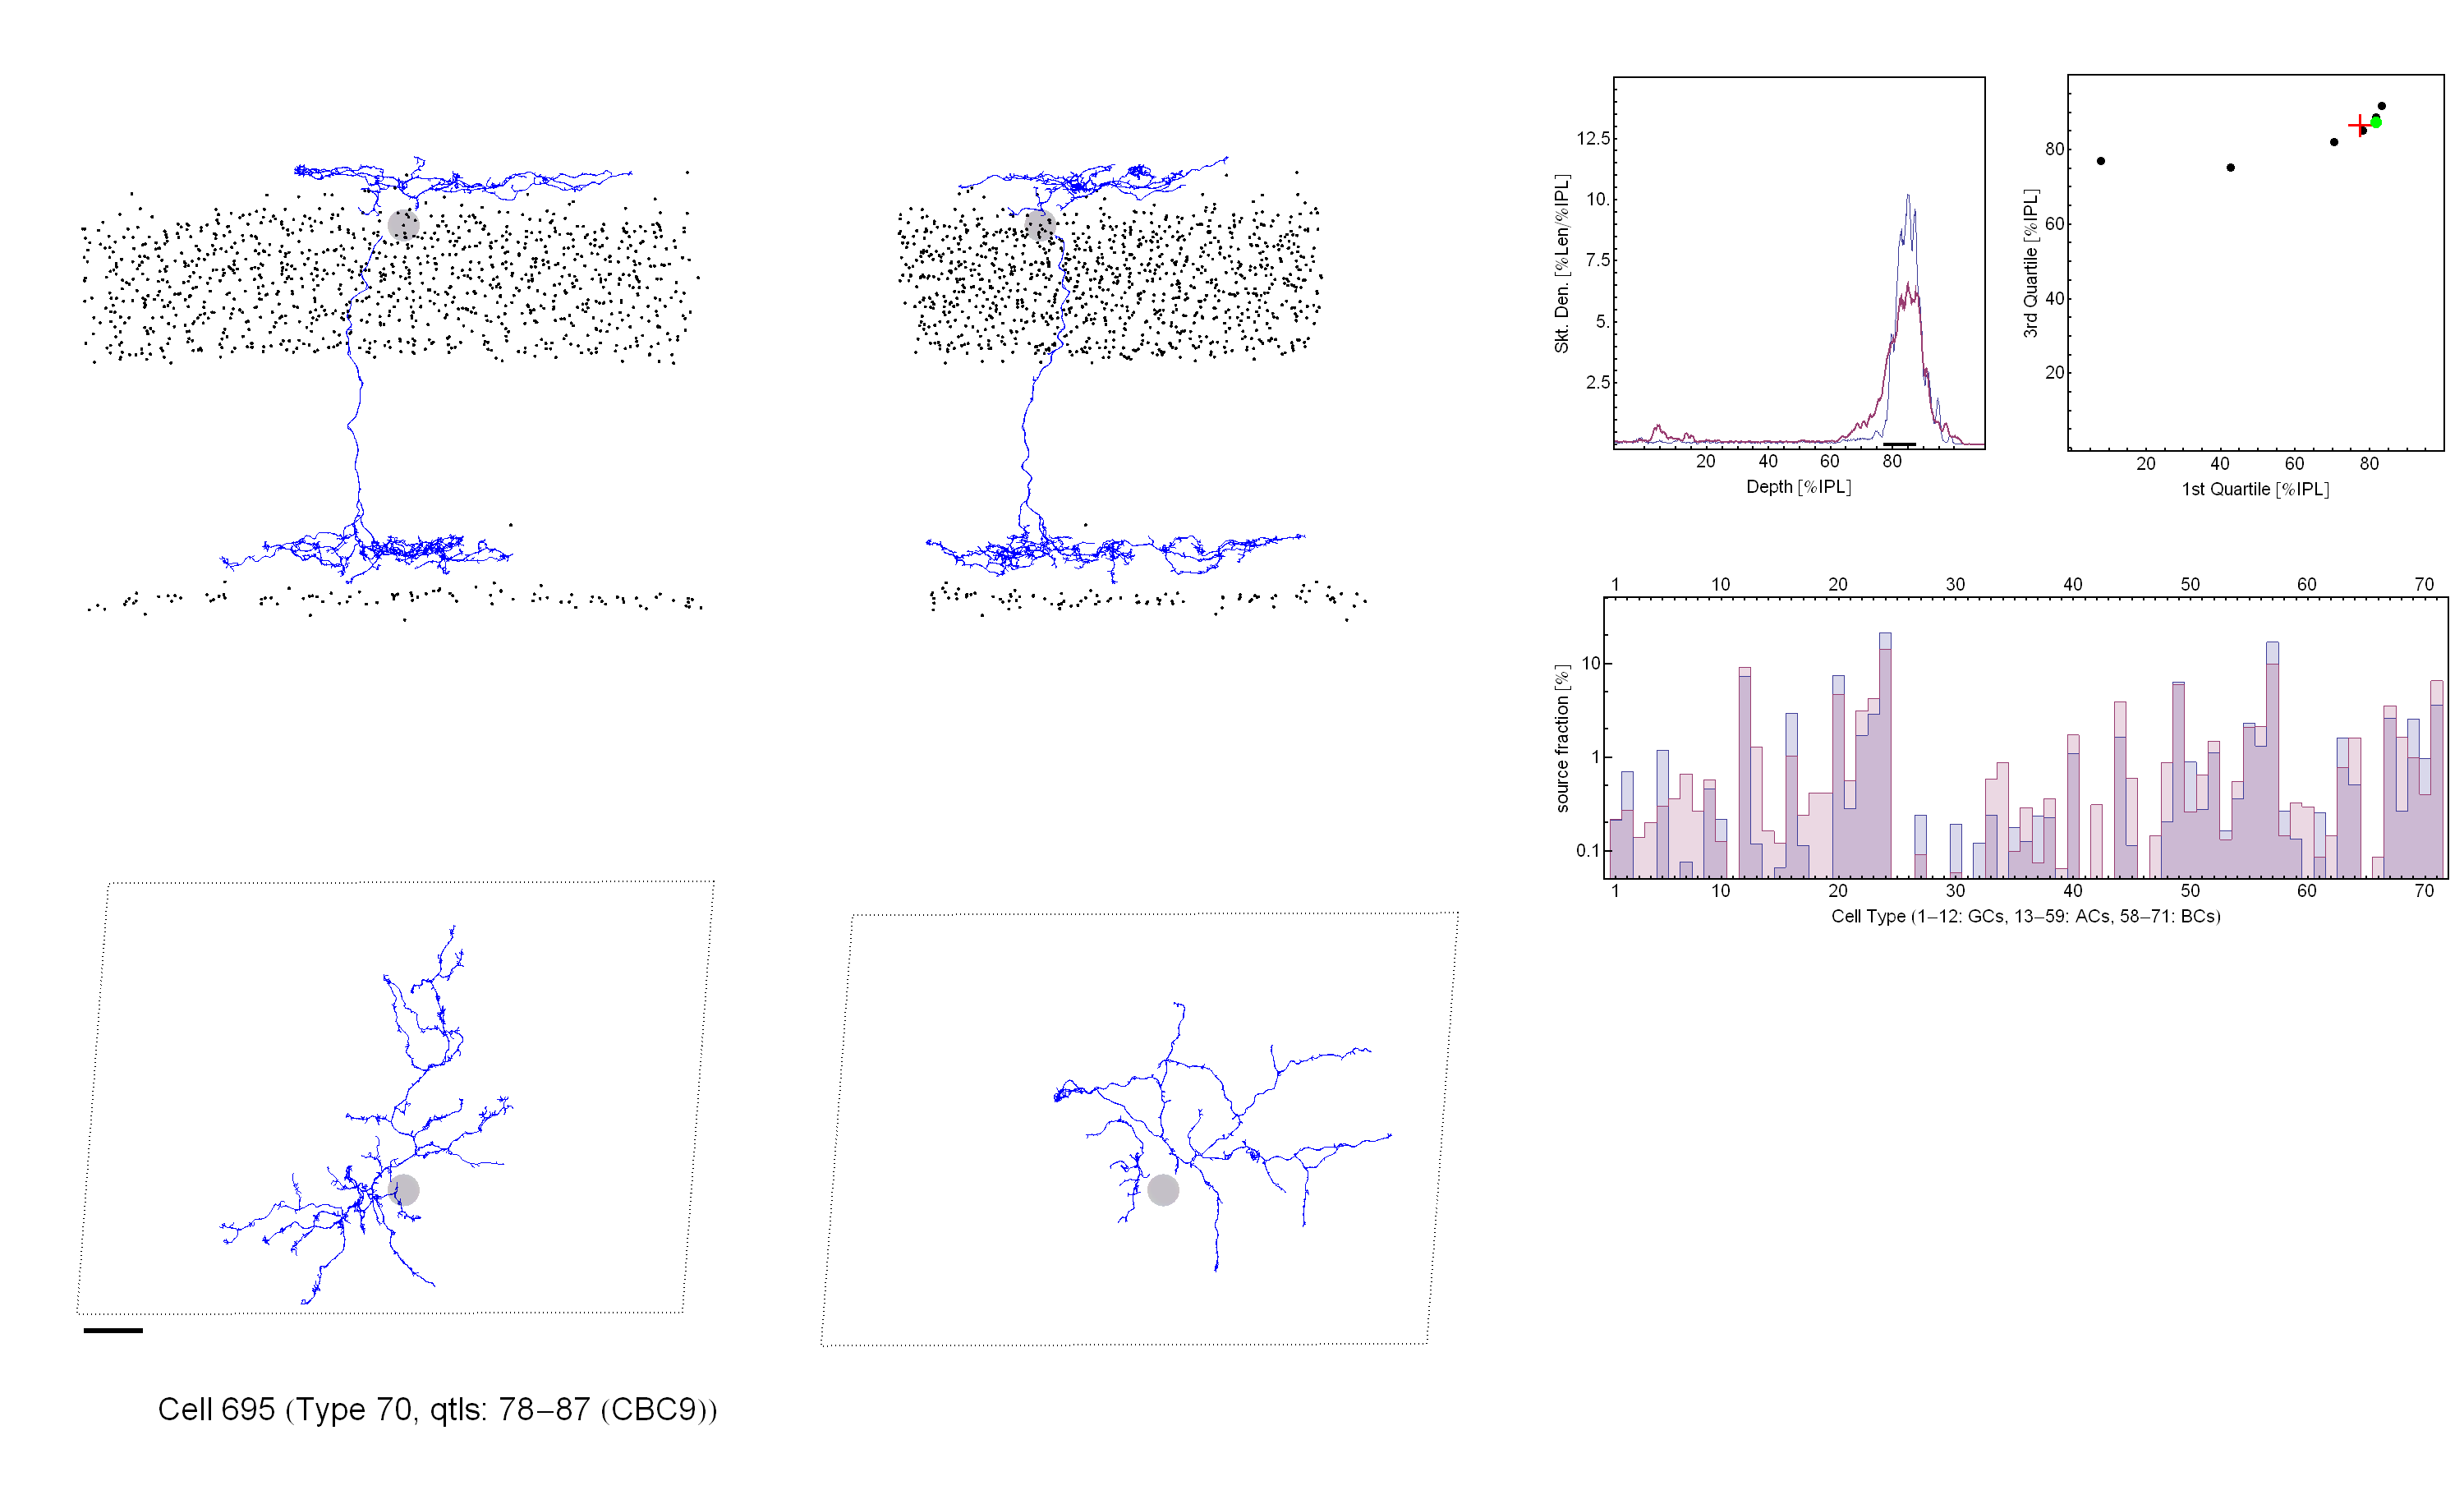 12.5
10.
7.5
5.
2.5
Skt. Den. [%Len/%IPL]
20 40 60 80
Depth [%IPL]
80
60
40
20
3rd Quartile [%IPL]
20 40 60 80
1st Quartile [%IPL]
1 10 20 30 40 50 60 70
10
1
0.1
source fraction [%]
1 10 20 30 40 50 60 70
Cell Type (1–12: GCs, 13–59: ACs, 58–71: BCs)
Cell 695 (Type 70, qtls: 78–87 (CBC9))